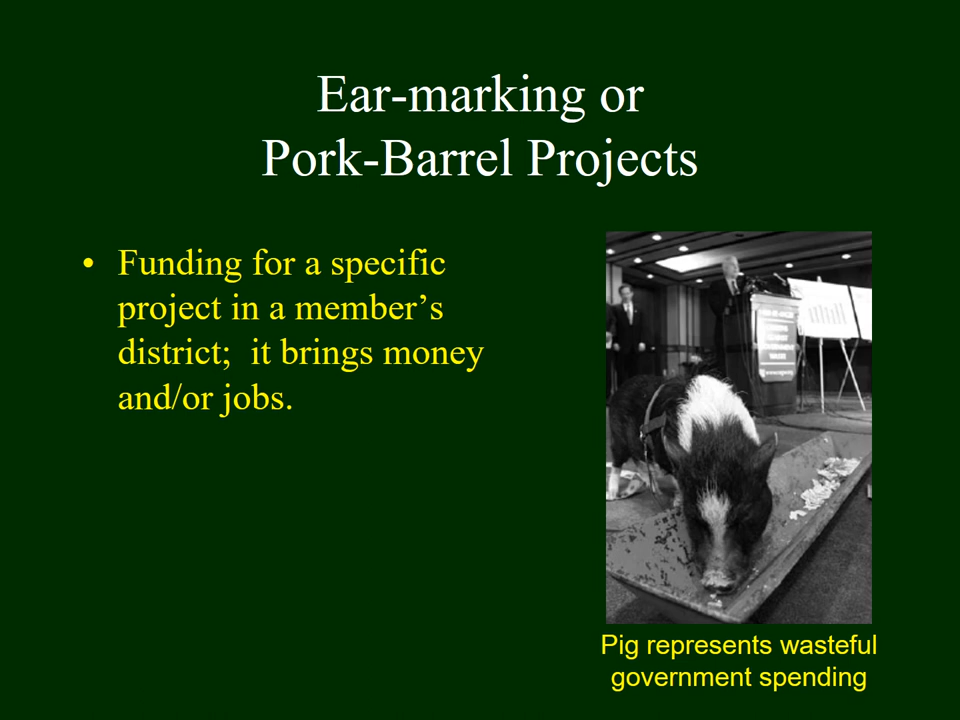 Ear-marking or
Pork-Barrel Projects
• Funding for a specific
project in a member’s
district;  it brings money
and/or jobs.
Pig represents wasteful
government spending